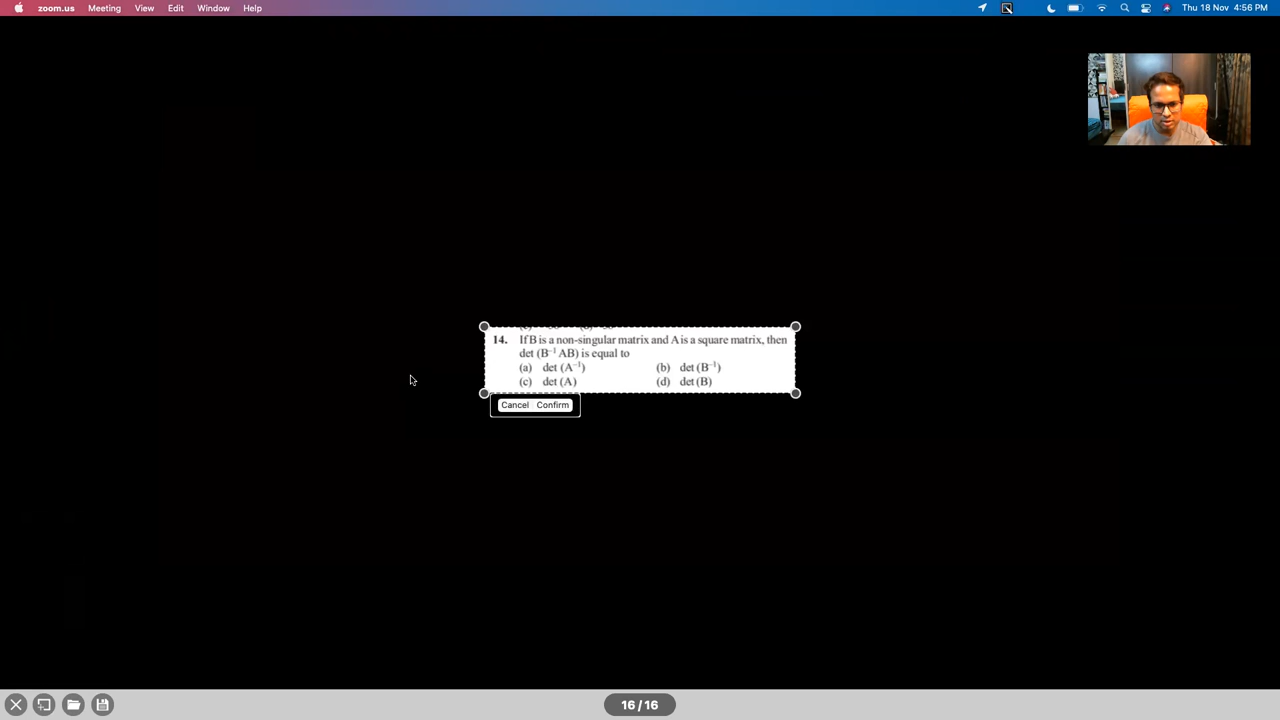 zoom.us Meeting View Edit Window Help Thu 18 Nov 4:56 PM
14. If B is a non-singular matrix and A is a square matrix, then
det (B⁻¹ AB) is equal to
(a) det (A⁻¹) (b) det (B⁻¹)
(c) det (A) (d) det (B)
Cancel Confirm
16 / 16